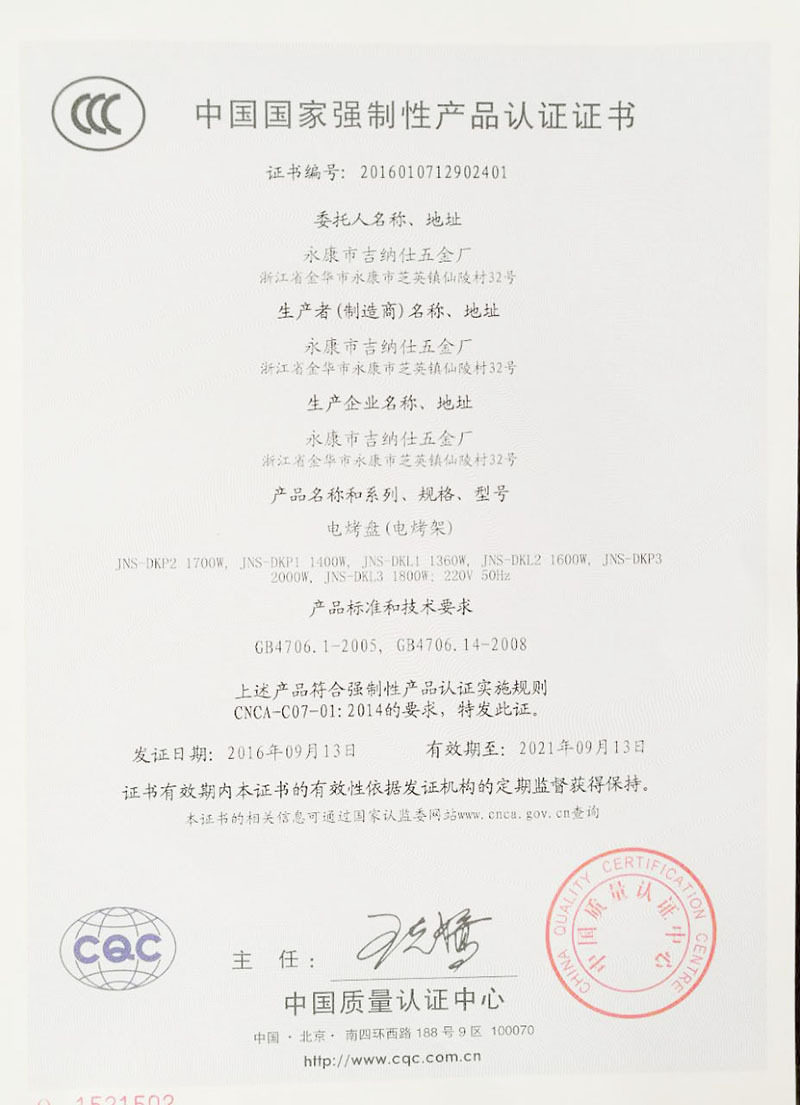 CCC
中国国家强制性产品认证证书
证书编号: 2016010712902401
委托人名称、地址
永康市吉纳仕五金厂
浙江省金华市永康市芝英镇仙陵村32号
生产者(制造商)名称、地址
永康市吉纳仕五金厂
浙江省金华市永康市芝英镇仙陵村32号
生产企业名称、地址
永康市吉纳仕五金厂
浙江省金华市永康市芝英镇仙陵村32号
产品名称和系列、规格、型号
电烤盘(电烤架)
JNS-DKP2 1700W, JNS-DKP1 1400W, JNS-DKL1 1360W, JNS-DKL2 1600W, JNS-DKP3
2000W, JNS-DKL3 1800W; 220V 50Hz
产品标准和技术要求
GB4706.1-2005, GB4706.14-2008
上述产品符合强制性产品认证实施规则
CNCA-C07-01:2014的要求, 特发此证。
发证日期: 2016年09月13日 有效期至: 2021年09月13日
证书有效期内本证书的有效性依据发证机构的定期监督获得保持。
本证书的相关信息可通过国家认监委网站www.cnca.gov.cn查询
CHINA QUALITY CERTIFICATION CENTRE
中国质量认证中心
CQC
主 任:
中国质量认证中心
中国·北京·南四环西路188号9区 100070
http://www.cqc.com.cn